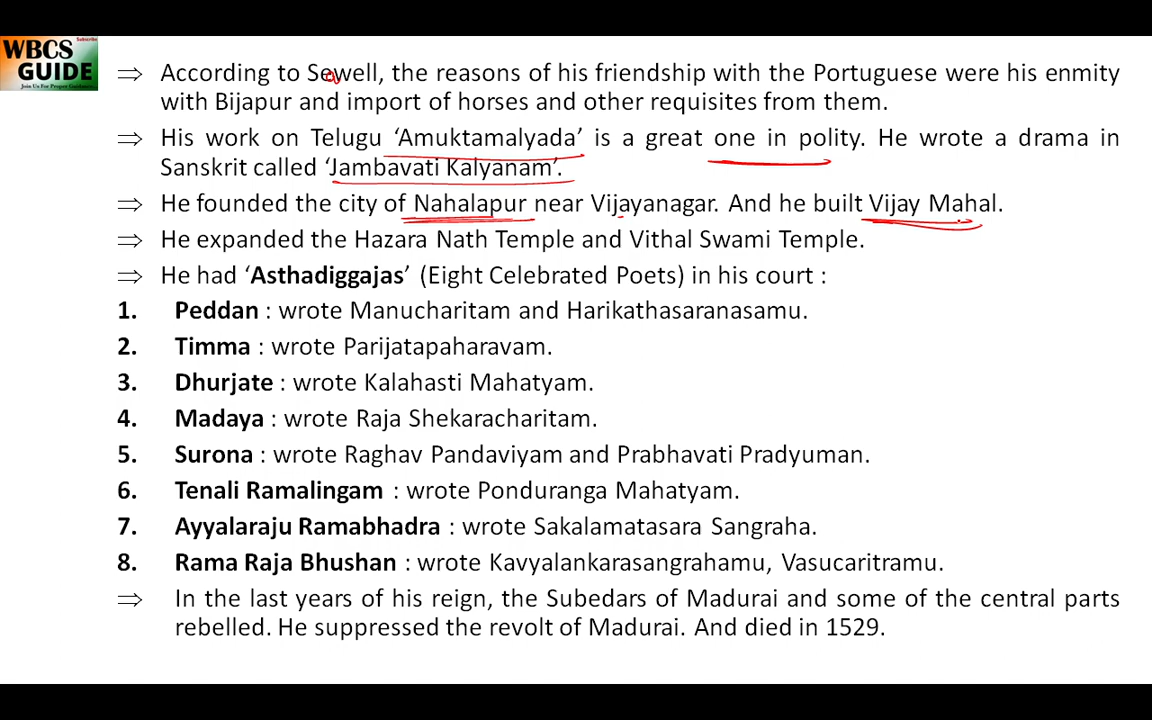 Subscribe
WBCS
GUIDE
Join Us For Proper Guidance
⇒ According to Sewell, the reasons of his friendship with the Portuguese were his enmity
with Bijapur and import of horses and other requisites from them.
⇒ His work on Telugu ‘Amuktamalyada’ is a great one in polity. He wrote a drama in
Sanskrit called ‘Jambavati Kalyanam’.
⇒ He founded the city of Nahalapur near Vijayanagar. And he built Vijay Mahal.
⇒ He expanded the Hazara Nath Temple and Vithal Swami Temple.
⇒ He had ‘Asthadiggajas’ (Eight Celebrated Poets) in his court :
1. Peddan : wrote Manucharitam and Harikathasaranasamu.
2. Timma : wrote Parijatapaharavam.
3. Dhurjate : wrote Kalahasti Mahatyam.
4. Madaya : wrote Raja Shekaracharitam.
5. Surona : wrote Raghav Pandaviyam and Prabhavati Pradyuman.
6. Tenali Ramalingam : wrote Ponduranga Mahatyam.
7. Ayyalaraju Ramabhadra : wrote Sakalamatasara Sangraha.
8. Rama Raja Bhushan : wrote Kavyalankarasangrahamu, Vasucaritramu.
⇒ In the last years of his reign, the Subedars of Madurai and some of the central parts
rebelled. He suppressed the revolt of Madurai. And died in 1529.